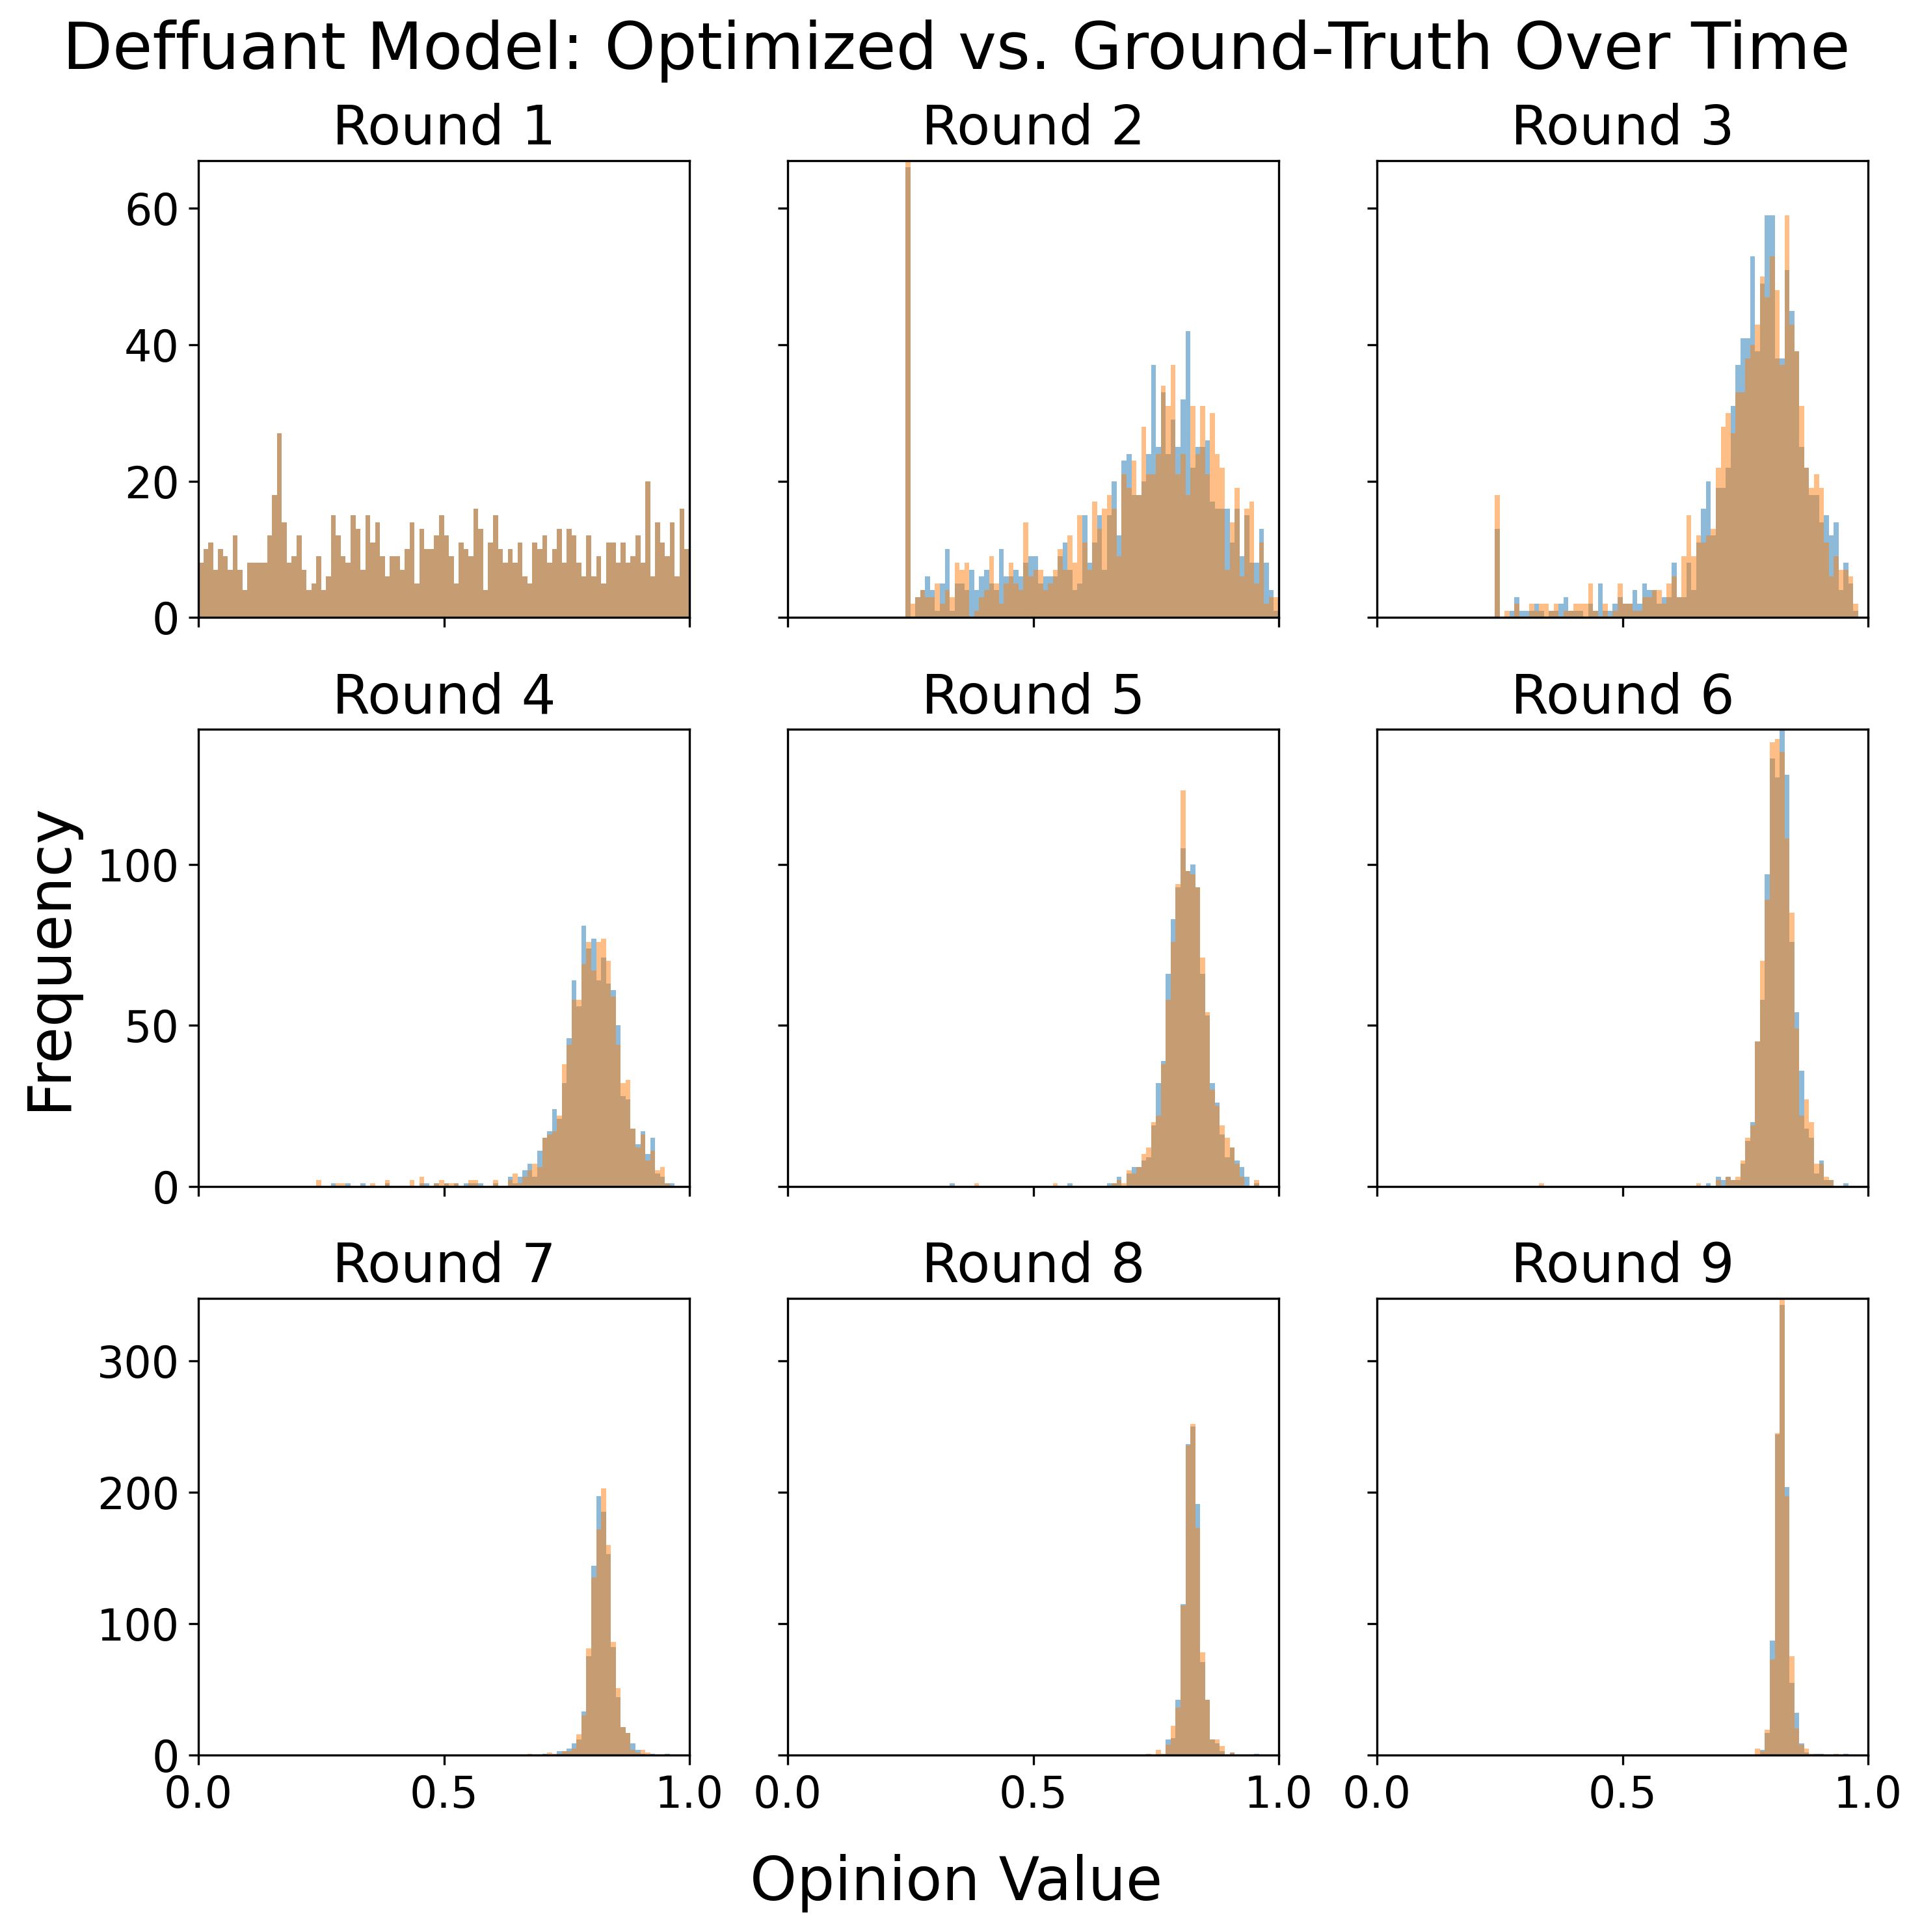 Deffuant Model: Optimized vs. Ground-Truth Over Time
Round 1
Round 2
Round 3
60
40
20
0
Round 4
Round 5
Round 6
100
50
0
Frequency
Round 7
Round 8
Round 9
300
200
100
0
0.0 0.5 1.0 0.0 0.5 1.0 0.0 0.5 1.0
Opinion Value